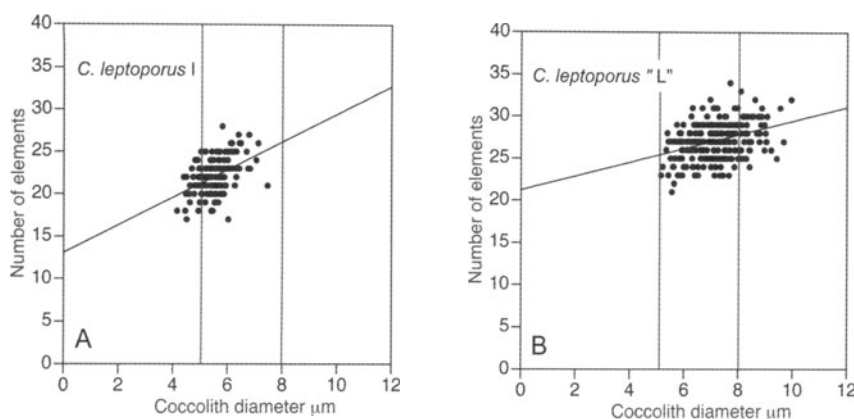 40
35
30
25
20
15
10
5
0
Number of elements
C. leptoporus I
A
0 2 4 6 8 10 12
Coccolith diameter μm
40
35
30
25
20
15
10
5
0
Number of elements
C. leptoporus "L"
B
0 2 4 6 8 10 12
Coccolith diameter μm